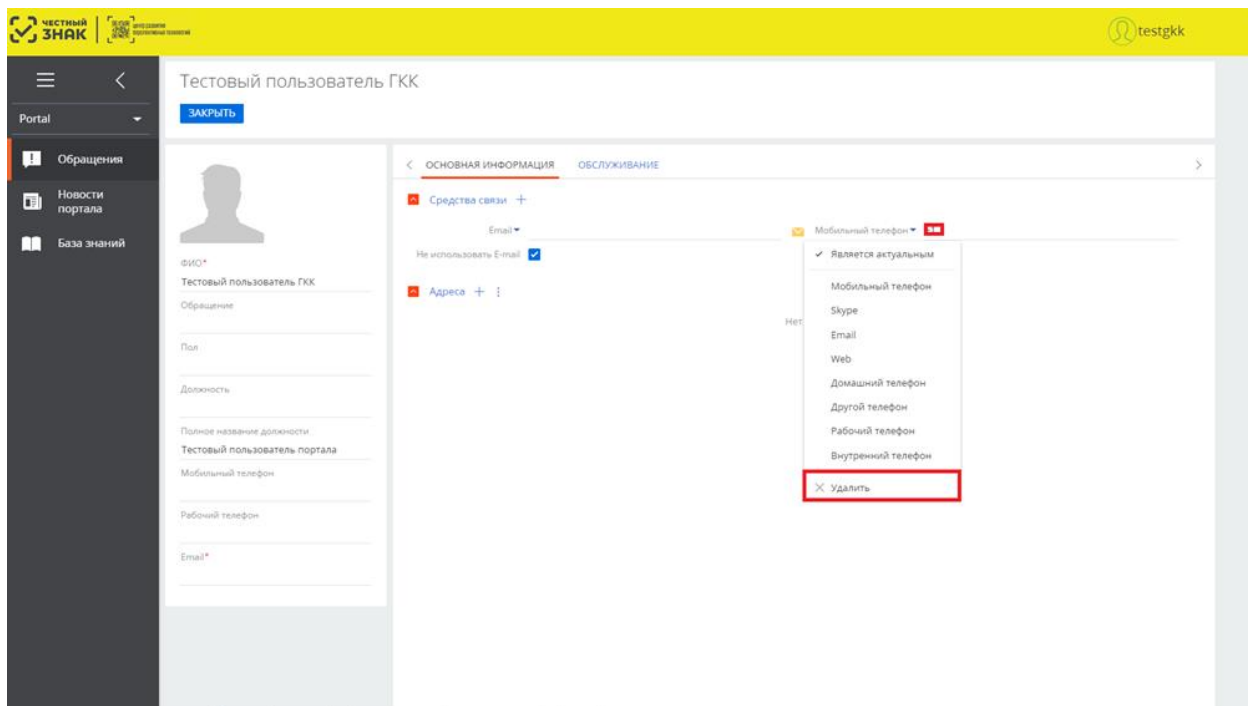 ЧЕСТНЫЙ
ЗНАК
testgkk
Тестовый пользователь ГКК
ЗАКРЫТЬ
Portal
Обращения
Новости
портала
База знаний
ФИО*
Тестовый пользователь ГКК
Обращение
Пол
Должность
Полное название должности
Тестовый пользователь портала
Мобильный телефон
Рабочий телефон
Email*
ОСНОВНАЯ ИНФОРМАЦИЯ ОБСЛУЖИВАНИЕ
Средства связи
Email
Мобильный телефон
Не использовать E-mail
Адреса
Нет
Является актуальным
Мобильный телефон
Skype
Email
Web
Домашний телефон
Другой телефон
Рабочий телефон
Внутренний телефон
Удалить